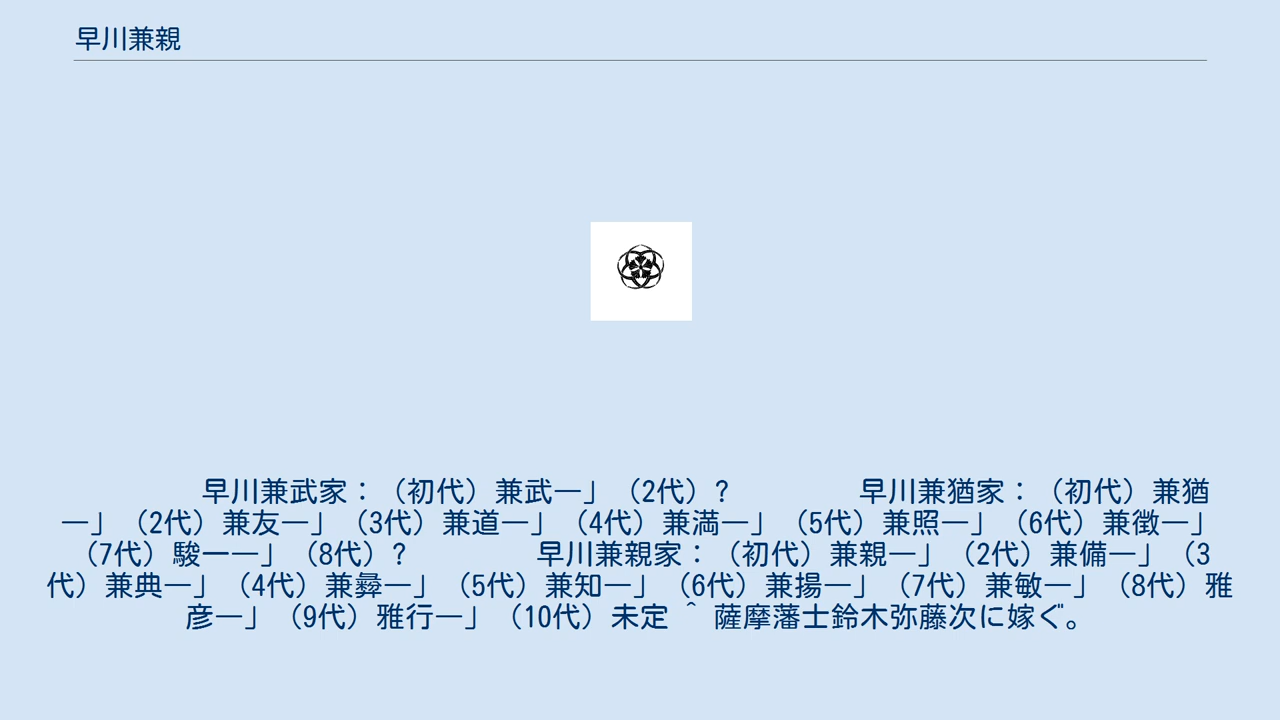 早川兼親
早川兼武家：（初代）兼武―」（2代）? 早川兼猶家：（初代）兼猶
―」（2代）兼友―」（3代）兼道―」（4代）兼満―」（5代）兼照―」（6代）兼徴―」
（7代）駿一―」（8代）? 早川兼親家：（初代）兼親―」（2代）兼備―」（3
代）兼典―」（4代）兼彛―」（5代）兼知―」（6代）兼揚―」（7代）兼敏―」（8代）雅
彦―」（9代）雅行―」（10代）未定 ^ 薩摩藩士鈴木弥藤次に嫁ぐ。